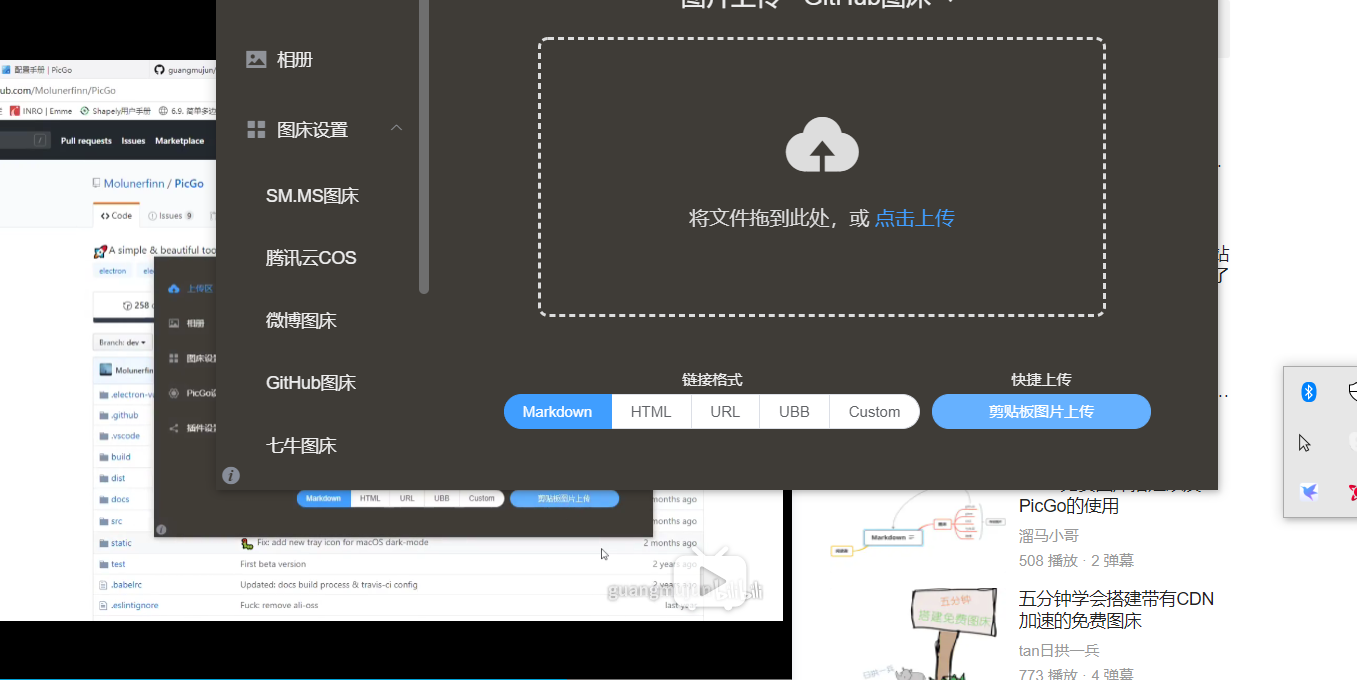 图片上传 - GitHub图床
相册
图床设置
SM.MS图床
腾讯云COS
微博图床
GitHub图床
七牛图床
将文件拖到此处，或 点击上传
链接格式
快捷上传
Markdown
HTML
URL
UBB
Custom
剪贴板图片上传
配置手册 | PicGo
guangmujun/
ub.com/Molunerfinn/PicGo
INRO | Emme
Shapely用户手册
6.9. 简单多边
/
Pull requests
Issues
Marketplace
Molunerfinn / PicGo
Code
Issues 9
A simple & beautiful too
electron
ele
258
Branch: dev
Molunerfin
.electron-v
.github
.vscode
build
dist
docs
src
static
test
.babelrc
.eslintignore
上传区
相册
图床设
PicGo设
插件设
Markdown
HTML
URL
UBB
Custom
剪贴板图片上传
months ago
months ago
Fix: add new tray icon for macOS dark-mode
2 months ago
First beta version
2 years ago
Updated: docs build process & travis-ci config
2 years ago
Fuck: remove ali-oss
last year
guangmujun
bilibili
站
了
PicGo的使用
溜马小哥
508 播放 · 2 弹幕
Markdown
五分钟
搭建免费图床
五分钟学会搭建带有CDN
加速的免费图床
tan日拱一兵
773 播放 · 4 弹幕